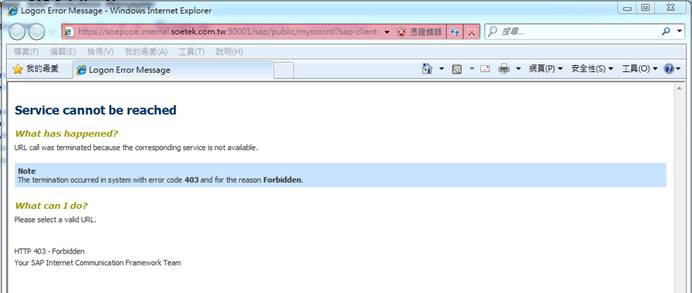 Logon Error Message - Windows Internet Explorer
https://soepcoe.internal.soetek.com.tw:50001/sap/public/myssocntl?sap-client-
憑證錯誤
搜尋...
檔案(F) 編輯(E) 檢視(V) 我的最愛(A) 工具(T) 說明(H)
我的最愛
Logon Error Message
網頁(P) 安全性(S) 工具(O)
Service cannot be reached
What has happened?
URL call was terminated because the corresponding service is not available.
Note
The termination occurred in system with error code 403 and for the reason Forbidden.
What can I do?
Please select a valid URL.
HTTP 403 - Forbidden
Your SAP Internet Communication Framework Team